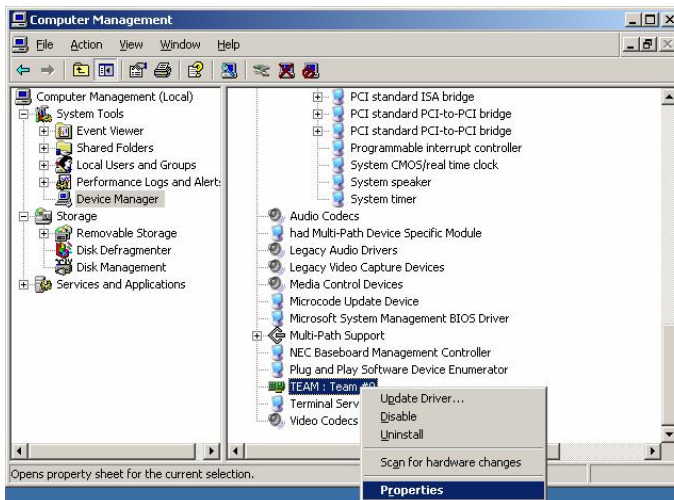 Computer Management
File Action View Window Help
Computer Management (Local)
System Tools
Event Viewer
Shared Folders
Local Users and Groups
Performance Logs and Alert
Device Manager
Storage
Removable Storage
Disk Defragmenter
Disk Management
Services and Applications
PCI standard ISA bridge
PCI standard PCI-to-PCI bridge
PCI standard PCI-to-PCI bridge
Programmable interrupt controller
System CMOS/real time clock
System speaker
System timer
Audio Codecs
had Multi-Path Device Specific Module
Legacy Audio Drivers
Legacy Video Capture Devices
Media Control Devices
Microcode Update Device
Microsoft System Management BIOS Driver
Multi-Path Support
NEC Baseboard Management Controller
Plug and Play Software Device Enumerator
TEAM : Team #0
Terminal Serv
Video Codecs
Update Driver...
Disable
Uninstall
Scan for hardware changes
Properties
Opens property sheet for the current selection.